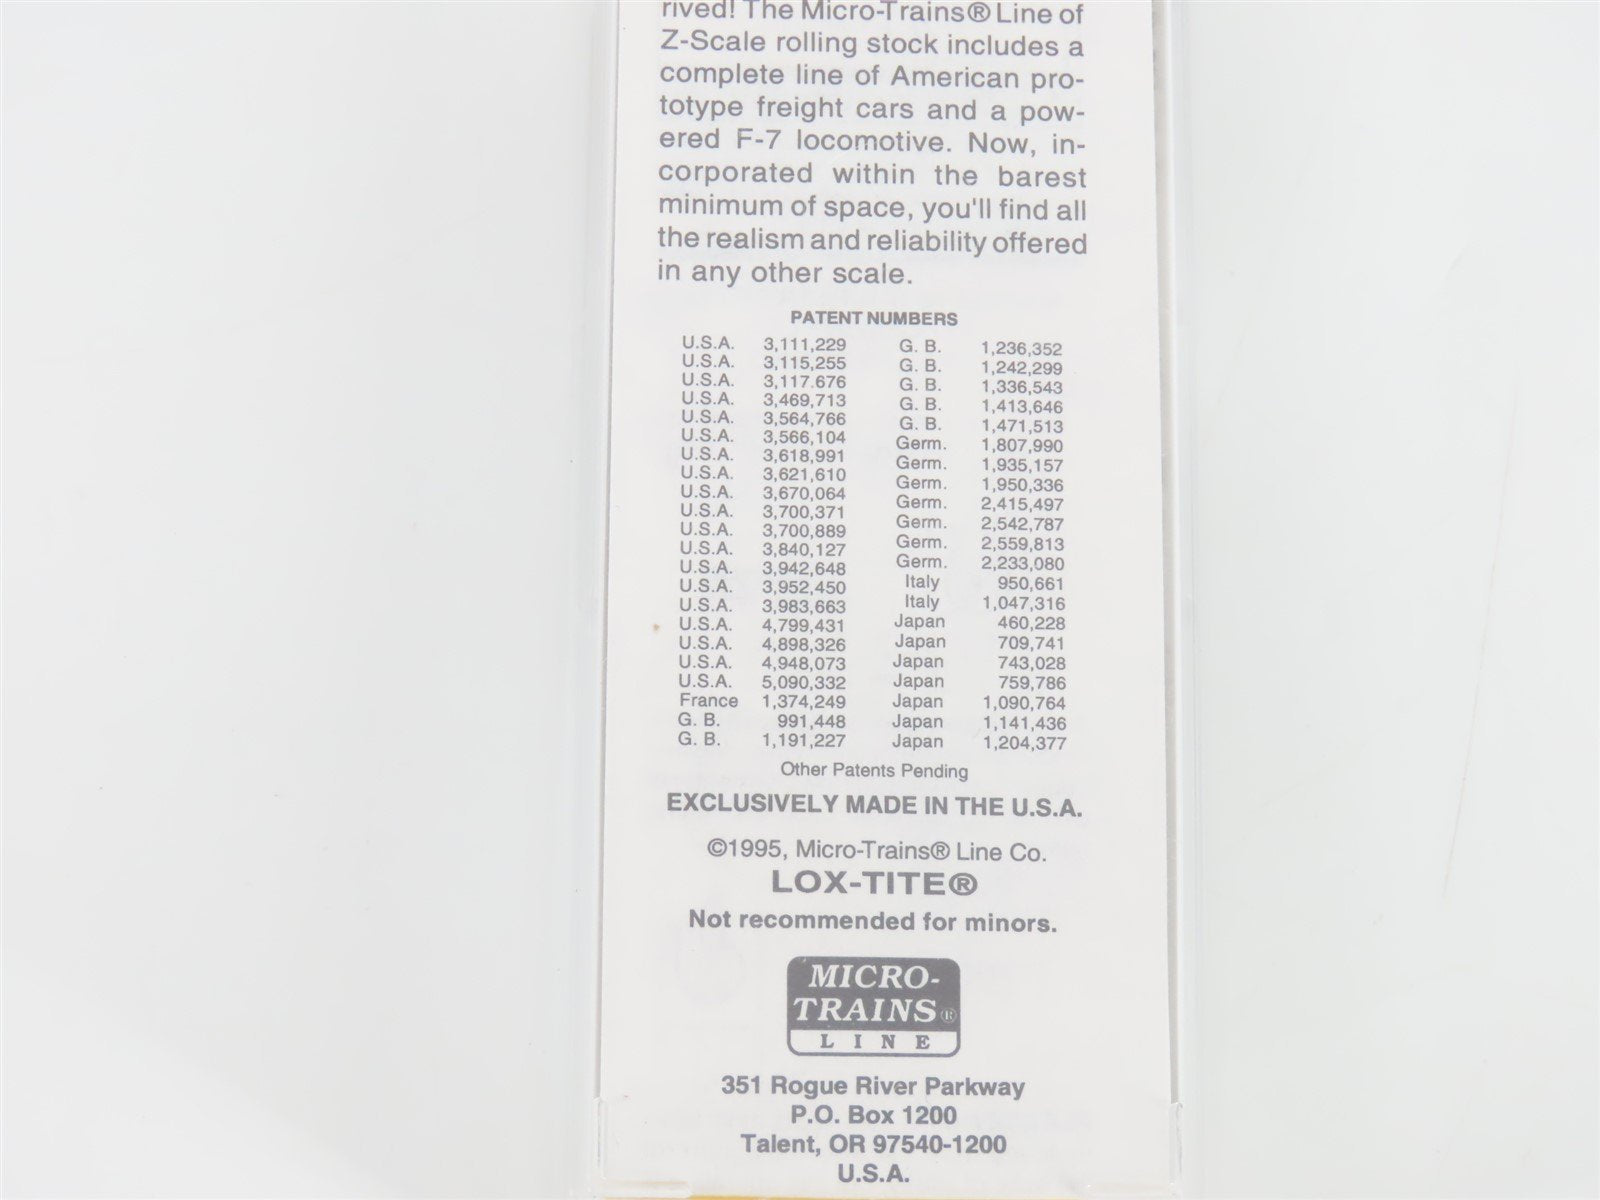 rived! The Micro-Trains® Line of
Z-Scale rolling stock includes a
complete line of American pro-
totype freight cars and a pow-
ered F-7 locomotive. Now, in-
corporated within the barest
minimum of space, you'll find all
the realism and reliability offered
in any other scale.
PATENT NUMBERS
U.S.A. 3,111,229 G. B. 1,236,352
U.S.A. 3,115,255 G. B. 1,242,299
U.S.A. 3,117.676 G. B. 1,336,543
U.S.A. 3,469,713 G. B. 1,413,646
U.S.A. 3,564,766 G. B. 1,471,513
U.S.A. 3,566,104 Germ. 1,807,990
U.S.A. 3,618,991 Germ. 1,935,157
U.S.A. 3,621,610 Germ. 1,950,336
U.S.A. 3,670,064 Germ. 2,415,497
U.S.A. 3,700,371 Germ. 2,542,787
U.S.A. 3,700,889 Germ. 2,559,813
U.S.A. 3,840,127 Germ. 2,233,080
U.S.A. 3,942,648 Italy 950,661
U.S.A. 3,952,450 Italy 1,047,316
U.S.A. 3,983,663 Japan 460,228
U.S.A. 4,799,431 Japan 709,741
U.S.A. 4,898,326 Japan 743,028
U.S.A. 4,948,073 Japan 759,786
U.S.A. 5,090,332 Japan 1,090,764
France 1,374,249 Japan 1,141,436
G. B. 991,448 Japan 1,204,377
G. B. 1,191,227
Other Patents Pending
EXCLUSIVELY MADE IN THE U.S.A.
©1995, Micro-Trains® Line Co.
LOX-TITE®
Not recommended for minors.
MICRO-
TRAINS®
LINE
351 Rogue River Parkway
P.O. Box 1200
Talent, OR 97540-1200
U.S.A.